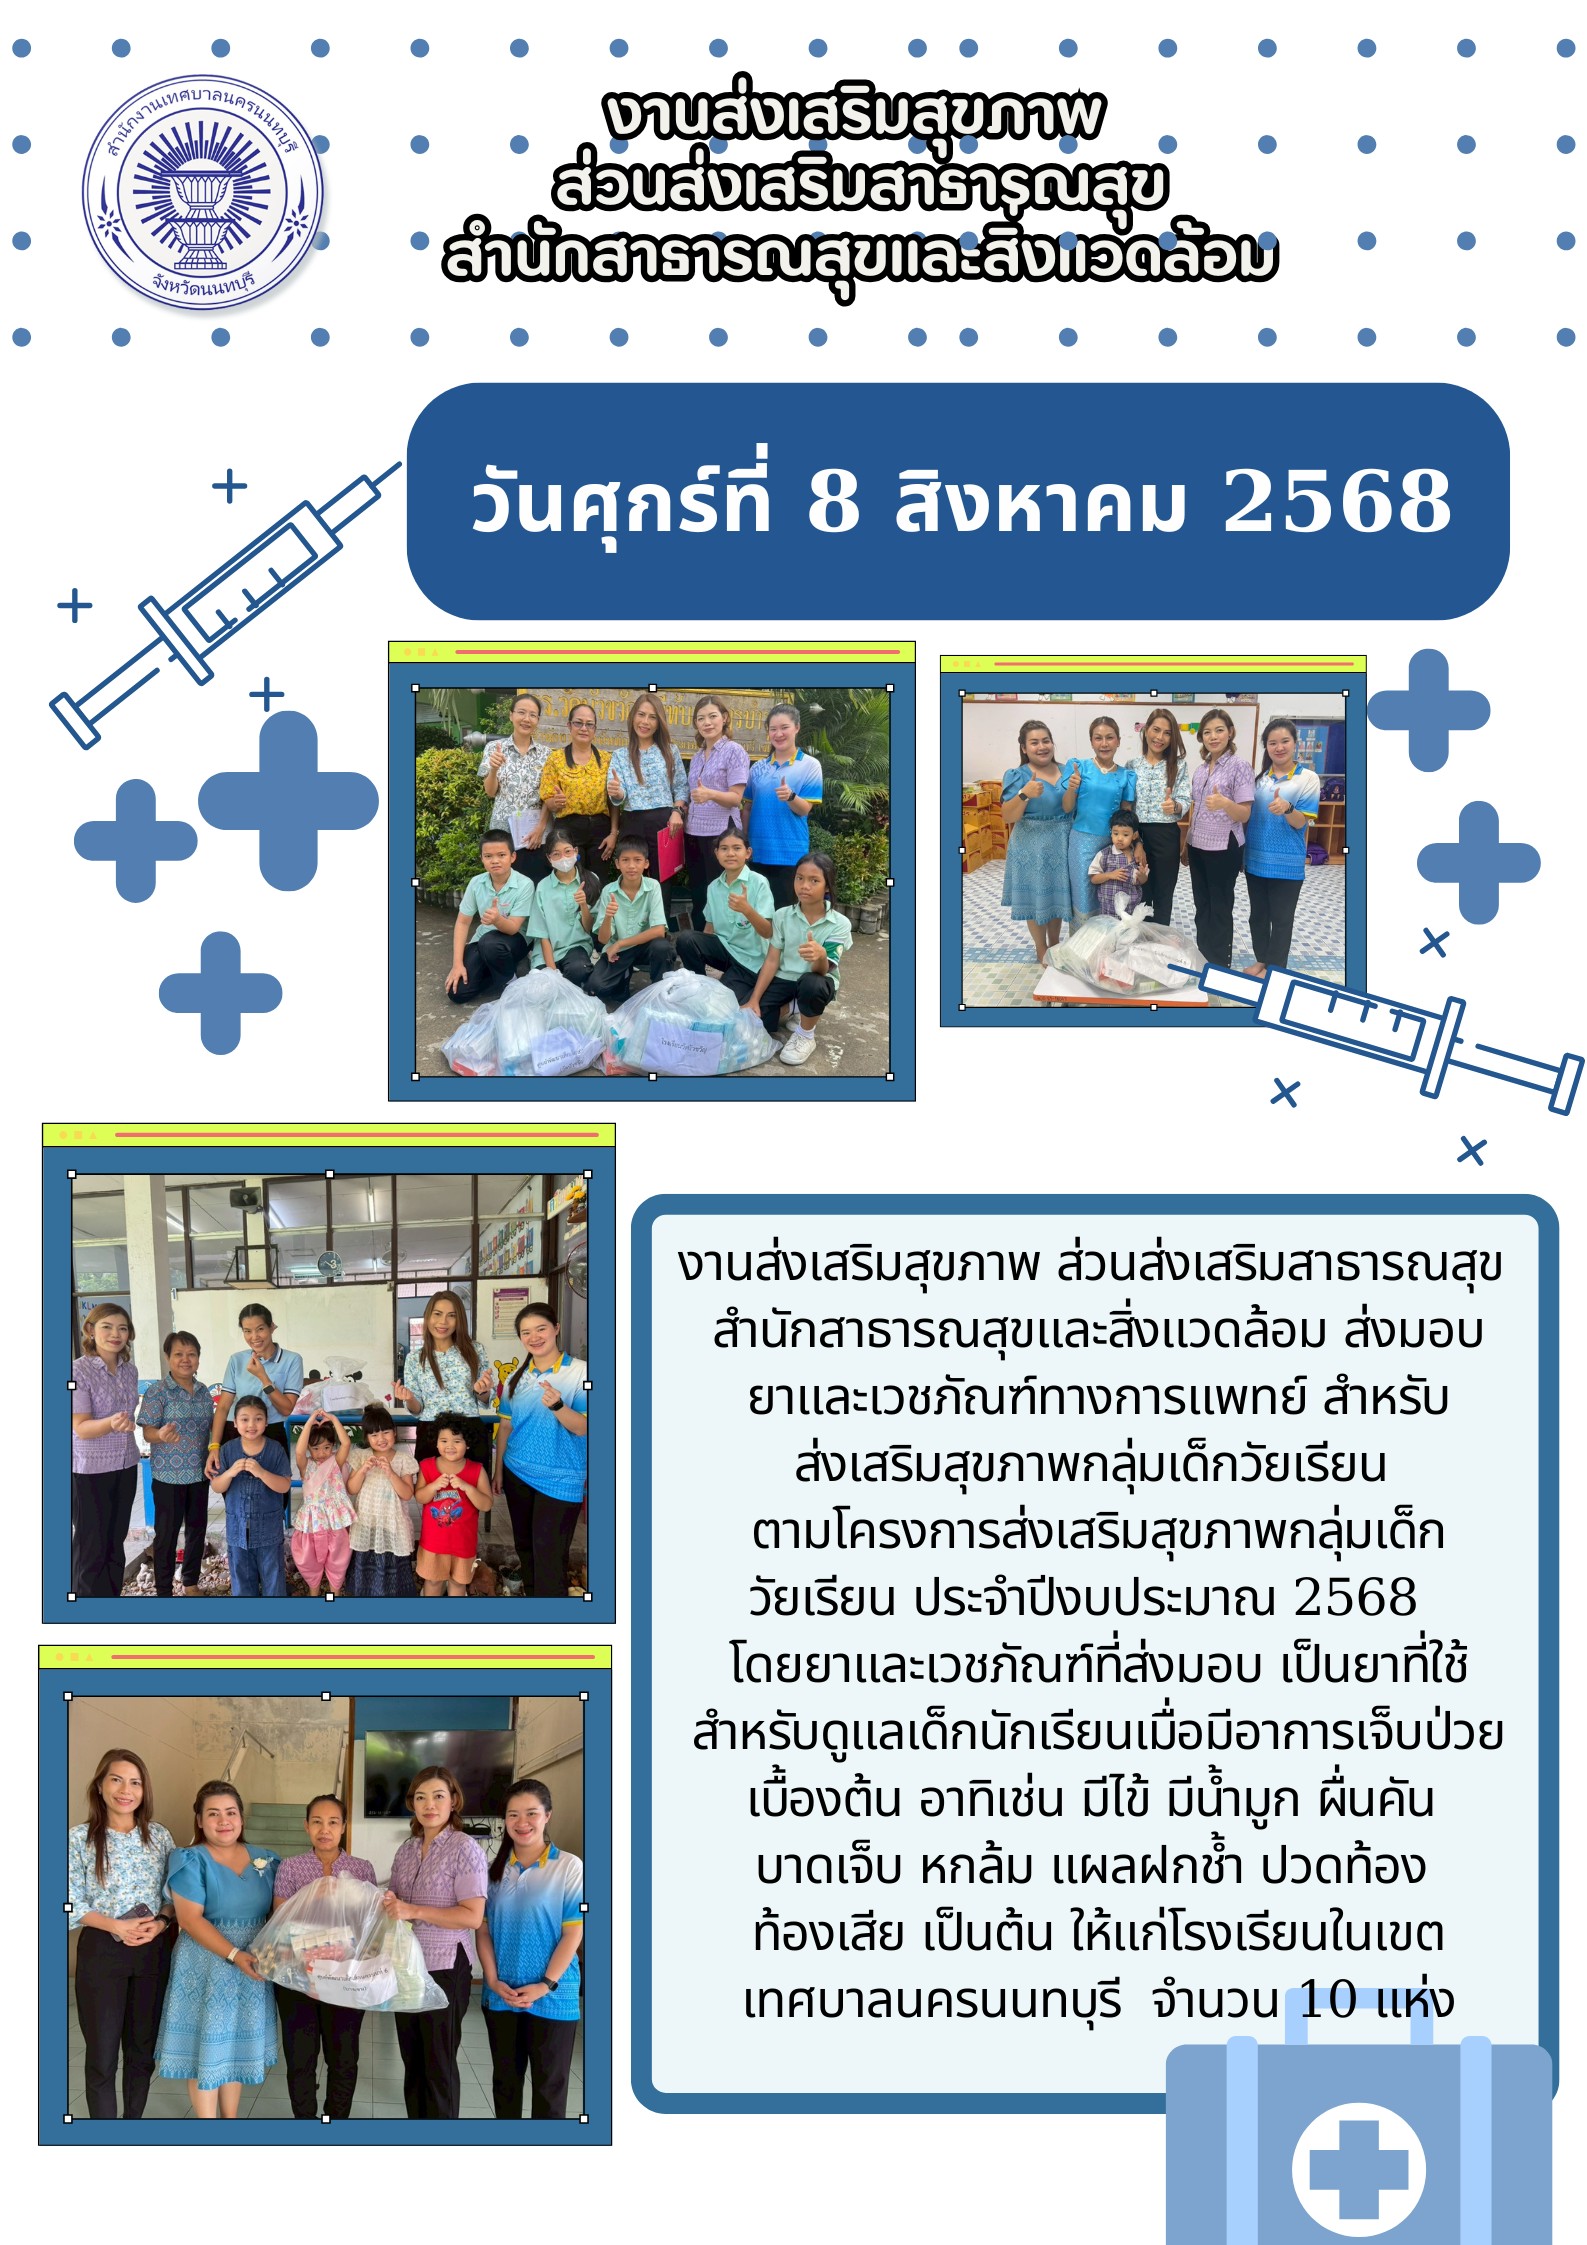 สำนักงานเทศบาลนครนนทบุรี
จังหวัดนนทบุรี
งานส่งเสริมสุขภาพ
ส่วนส่งเสริมสาธารณสุข
สำนักสาธารณสูขและสิ่งแวดล้อม
วันศุกร์ที่ 8 สิงหาคม 2568
งานส่งเสริมสุขภาพ ส่วนส่งเสริมสาธารณสุข
สำนักสาธารณสุขและสิ่งแวดล้อม ส่งมอบ
ยาและเวชภัณฑ์ทางการแพทย์ สำหรับ
ส่งเสริมสุขภาพกลุ่มเด็กวัยเรียน
ตามโครงการส่งเสริมสุขภาพกลุ่มเด็ก
วัยเรียน ประจำปีงบประมาณ 2568
โดยยาและเวชภัณฑ์ที่ส่งมอบ เป็นยาที่ใช้
สำหรับดูแลเด็กนักเรียนเมื่อมีอาการเจ็บป่วย
เบื้องต้น อาทิเช่น มีไข้ มีน้ำมูก ผื่นคัน
บาดเจ็บ หกล้ม แผลฝกช้ำ ปวดท้อง
ท้องเสีย เป็นต้น ให้แก่โรงเรียนในเขต
เทศบาลนครนนทบุรี จำนวน 10 แห่ง